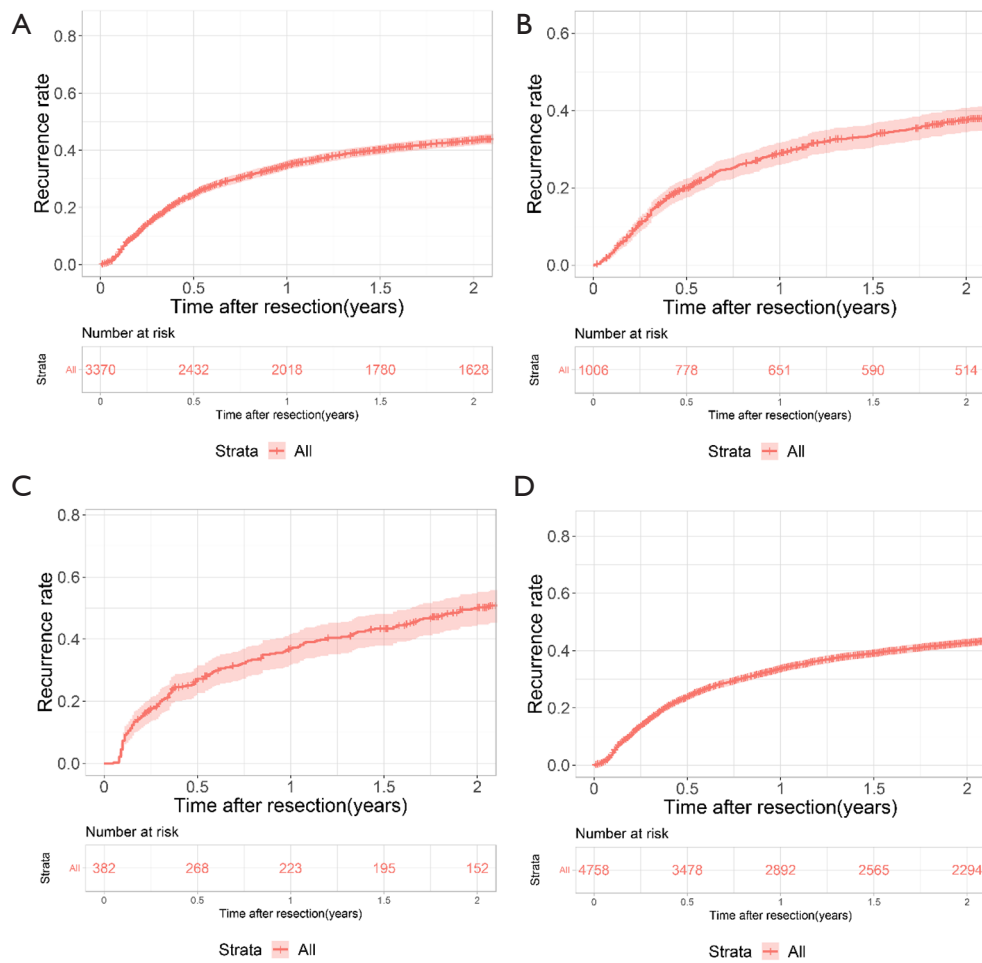 A
Recurrence rate
0.8
0.6
0.4
0.2
0.0
0 0.5 1 1.5 2
Time after resection(years)
Number at risk
Strata
All 3370 2432 2018 1780 1628
0 0.5 1 1.5 2
Time after resection(years)
Strata All
B
Recurrence rate
0.6
0.4
0.2
0.0
0 0.5 1 1.5 2
Time after resection(years)
Number at risk
Strata
All 1006 778 651 590 514
0 0.5 1 1.5 2
Time after resection(years)
Strata All
C
Recurrence rate
0.8
0.6
0.4
0.2
0.0
0 0.5 1 1.5 2
Time after resection(years)
Number at risk
Strata
All 382 268 223 195 152
0 0.5 1 1.5 2
Time after resection(years)
Strata All
D
Recurrence rate
0.8
0.6
0.4
0.2
0.0
0 0.5 1 1.5 2
Time after resection(years)
Number at risk
Strata
All 4758 3478 2892 2565 2294
0 0.5 1 1.5 2
Time after resection(years)
Strata All